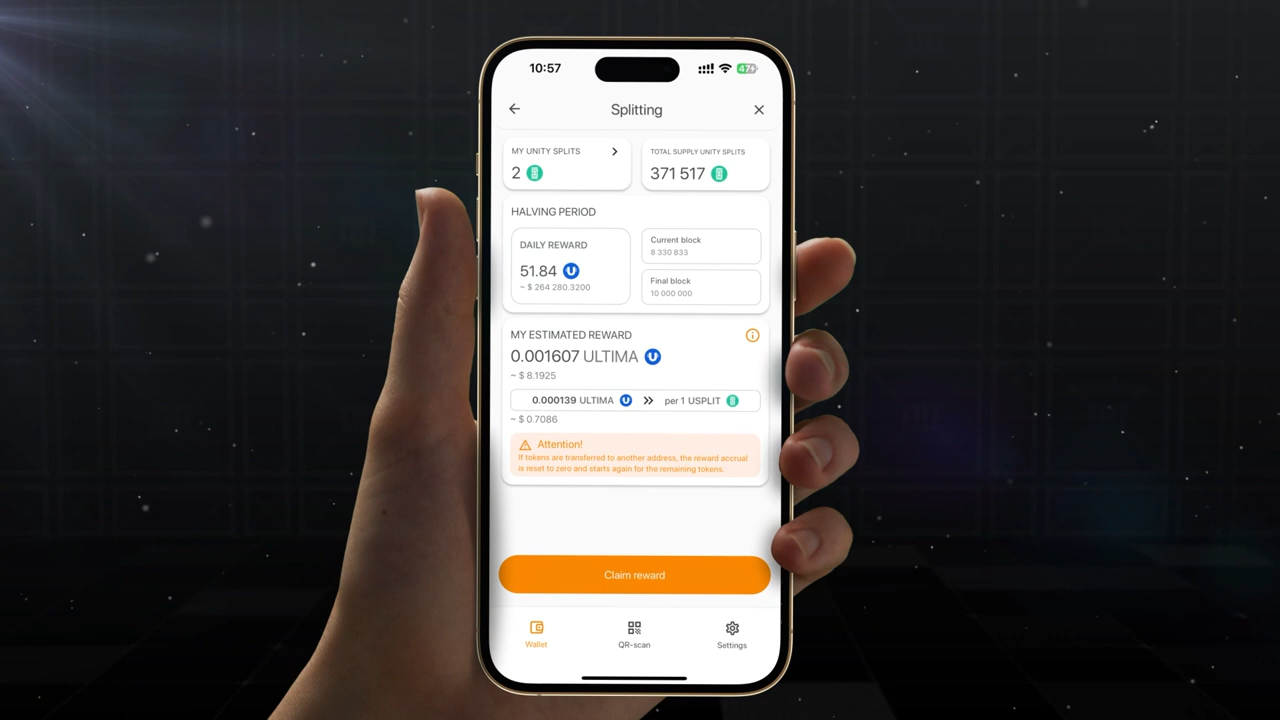 10:57
47
Splitting
MY UNITY SPLITS
2
TOTAL SUPPLY UNITY SPLITS
371 517
HALVING PERIOD
DAILY REWARD
51.84
~ $ 264 280.3200
Current block
8 330 833
Final block
10 000 000
MY ESTIMATED REWARD
0.001607 ULTIMA
~ $ 8.1925
0.000139 ULTIMA >> per 1 USPLIT
~ $ 0.7086
Attention!
If tokens are transferred to another address, the reward accrual
is reset to zero and starts again for the remaining tokens.
Claim reward
Wallet
QR-scan
Settings